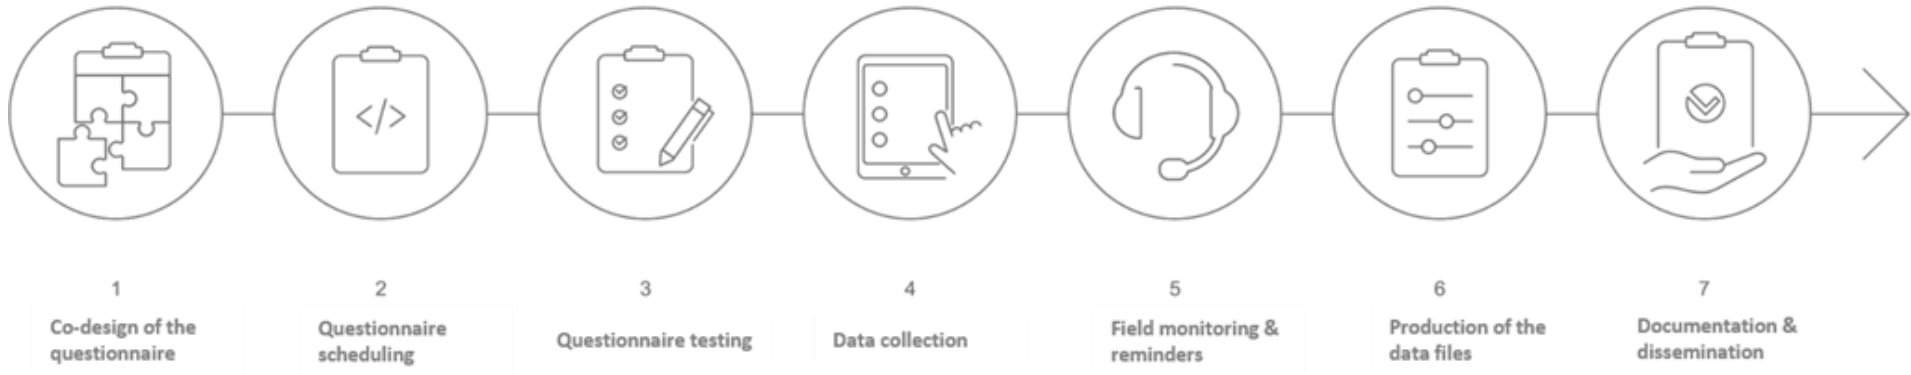 </>
1
Co-design of the
questionnaire
2
Questionnaire
scheduling
3
Questionnaire testing
4
Data collection
5
Field monitoring &
reminders
6
Production of the
data files
7
Documentation &
dissemination